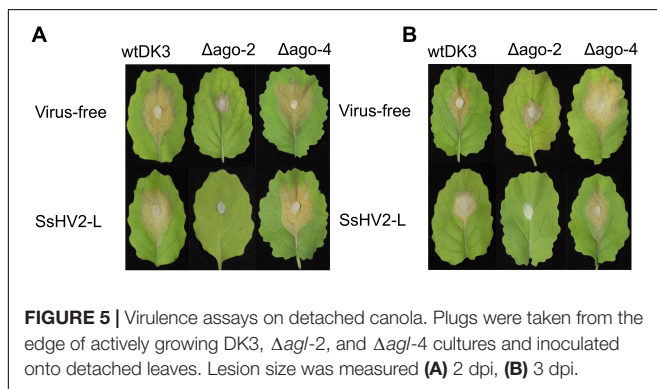 A
B
wtDK3 Δago-2 Δago-4
wtDK3 Δago-2 Δago-4
Virus-free
Virus-free
SsHV2-L
SsHV2-L
FIGURE 5 | Virulence assays on detached canola. Plugs were taken from the
edge of actively growing DK3, Δagl-2, and Δagl-4 cultures and inoculated
onto detached leaves. Lesion size was measured (A) 2 dpi, (B) 3 dpi.